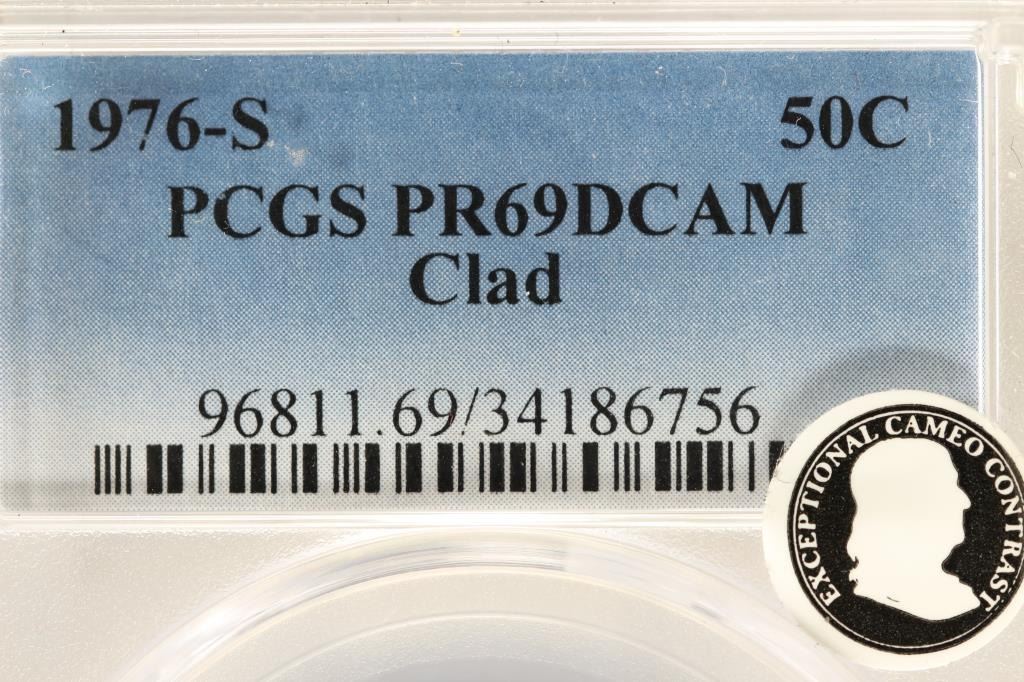 1976-S 50C
PCGS PR69DCAM
Clad
96811.69/34186756
EXCEPTIONAL CAMEO CONTRAST